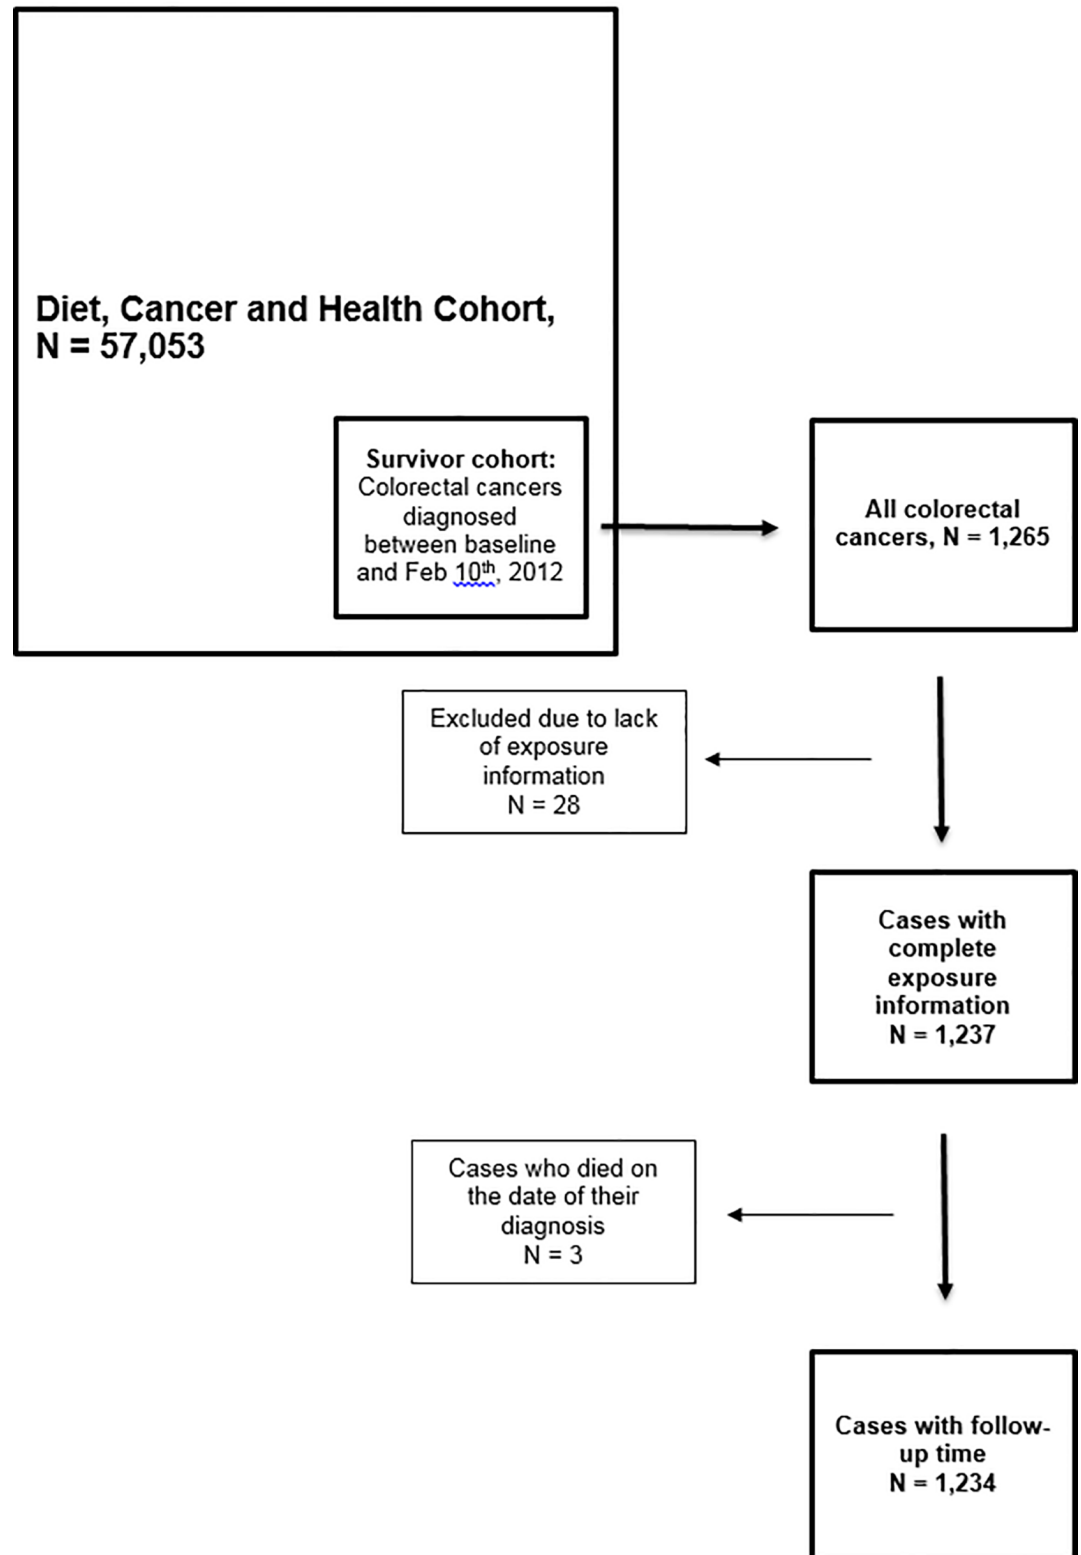 Diet, Cancer and Health Cohort,
N = 57,053
Survivor cohort:
Colorectal cancers
diagnosed
between baseline
and Feb 10th, 2012
All colorectal
cancers, N = 1,265
Excluded due to lack
of exposure
information
N = 28
Cases with
complete
exposure
information
N = 1,237
Cases who died on
the date of their
diagnosis
N = 3
Cases with follow-
up time
N = 1,234